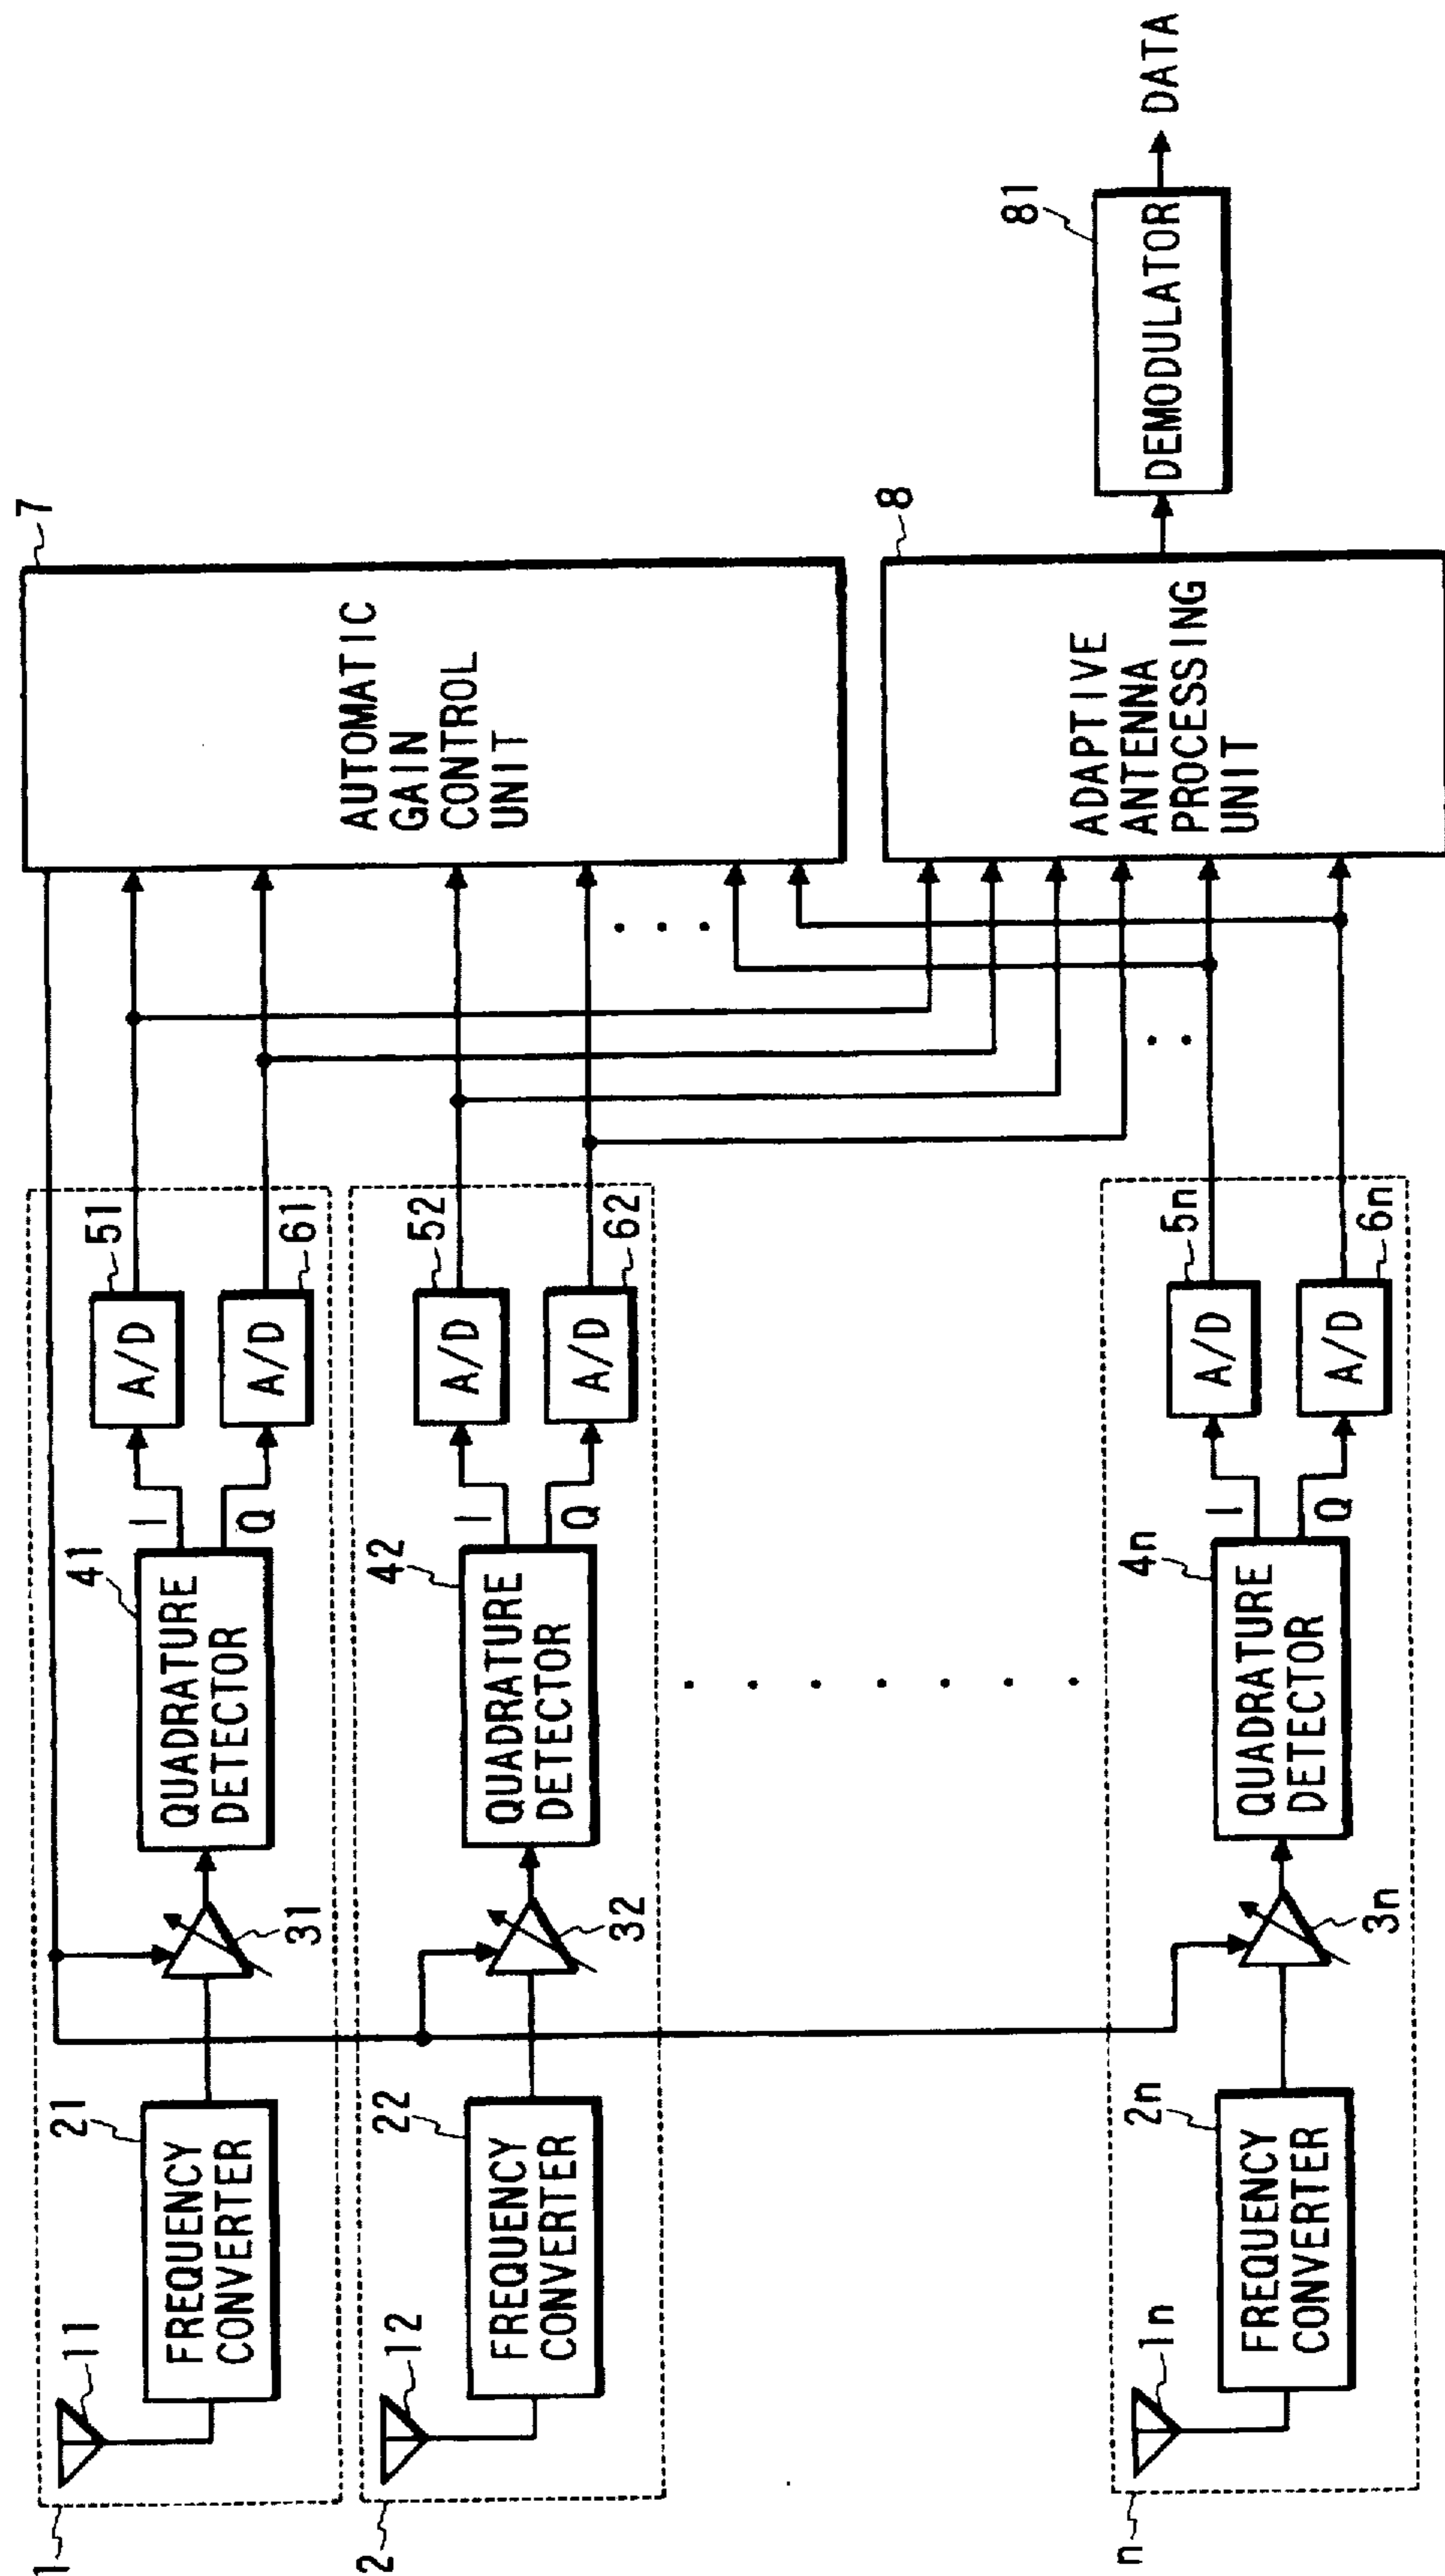 1
11
FREQUENCY
CONVERTER
21
31
QUADRATURE
DETECTOR
41
I
Q
A/D
51
A/D
61
2
12
FREQUENCY
CONVERTER
22
32
QUADRATURE
DETECTOR
42
I
Q
A/D
52
A/D
62
n
1n
FREQUENCY
CONVERTER
2n
3n
QUADRATURE
DETECTOR
4n
I
Q
A/D
5n
A/D
6n
AUTOMATIC
GAIN
CONTROL
UNIT
7
ADAPTIVE
ANTENNA
PROCESSING
UNIT
8
DEMODULATOR
81
DATA